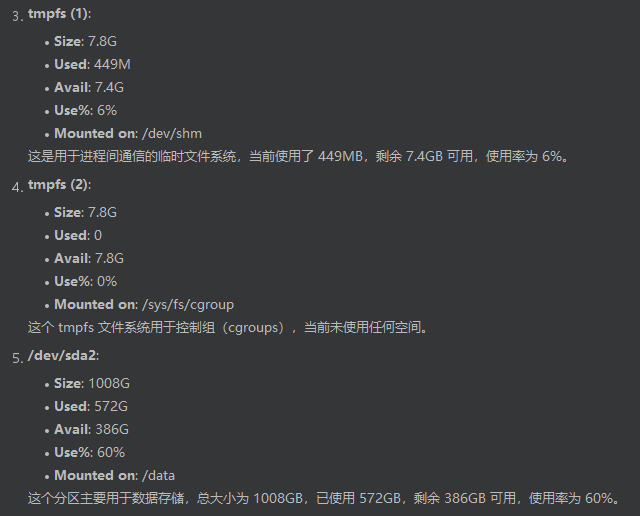 3. tmpfs (1):
• Size: 7.8G
• Used: 449M
• Avail: 7.4G
• Use%: 6%
• Mounted on: /dev/shm
这是用于进程间通信的临时文件系统，当前使用了 449MB，剩余 7.4GB 可用，使用率为 6%。
4. tmpfs (2):
• Size: 7.8G
• Used: 0
• Avail: 7.8G
• Use%: 0%
• Mounted on: /sys/fs/cgroup
这个 tmpfs 文件系统用于控制组（cgroups），当前未使用任何空间。
5. /dev/sda2:
• Size: 1008G
• Used: 572G
• Avail: 386G
• Use%: 60%
• Mounted on: /data
这个分区主要用于数据存储，总大小为 1008GB，已使用 572GB，剩余 386GB 可用，使用率为 60%。